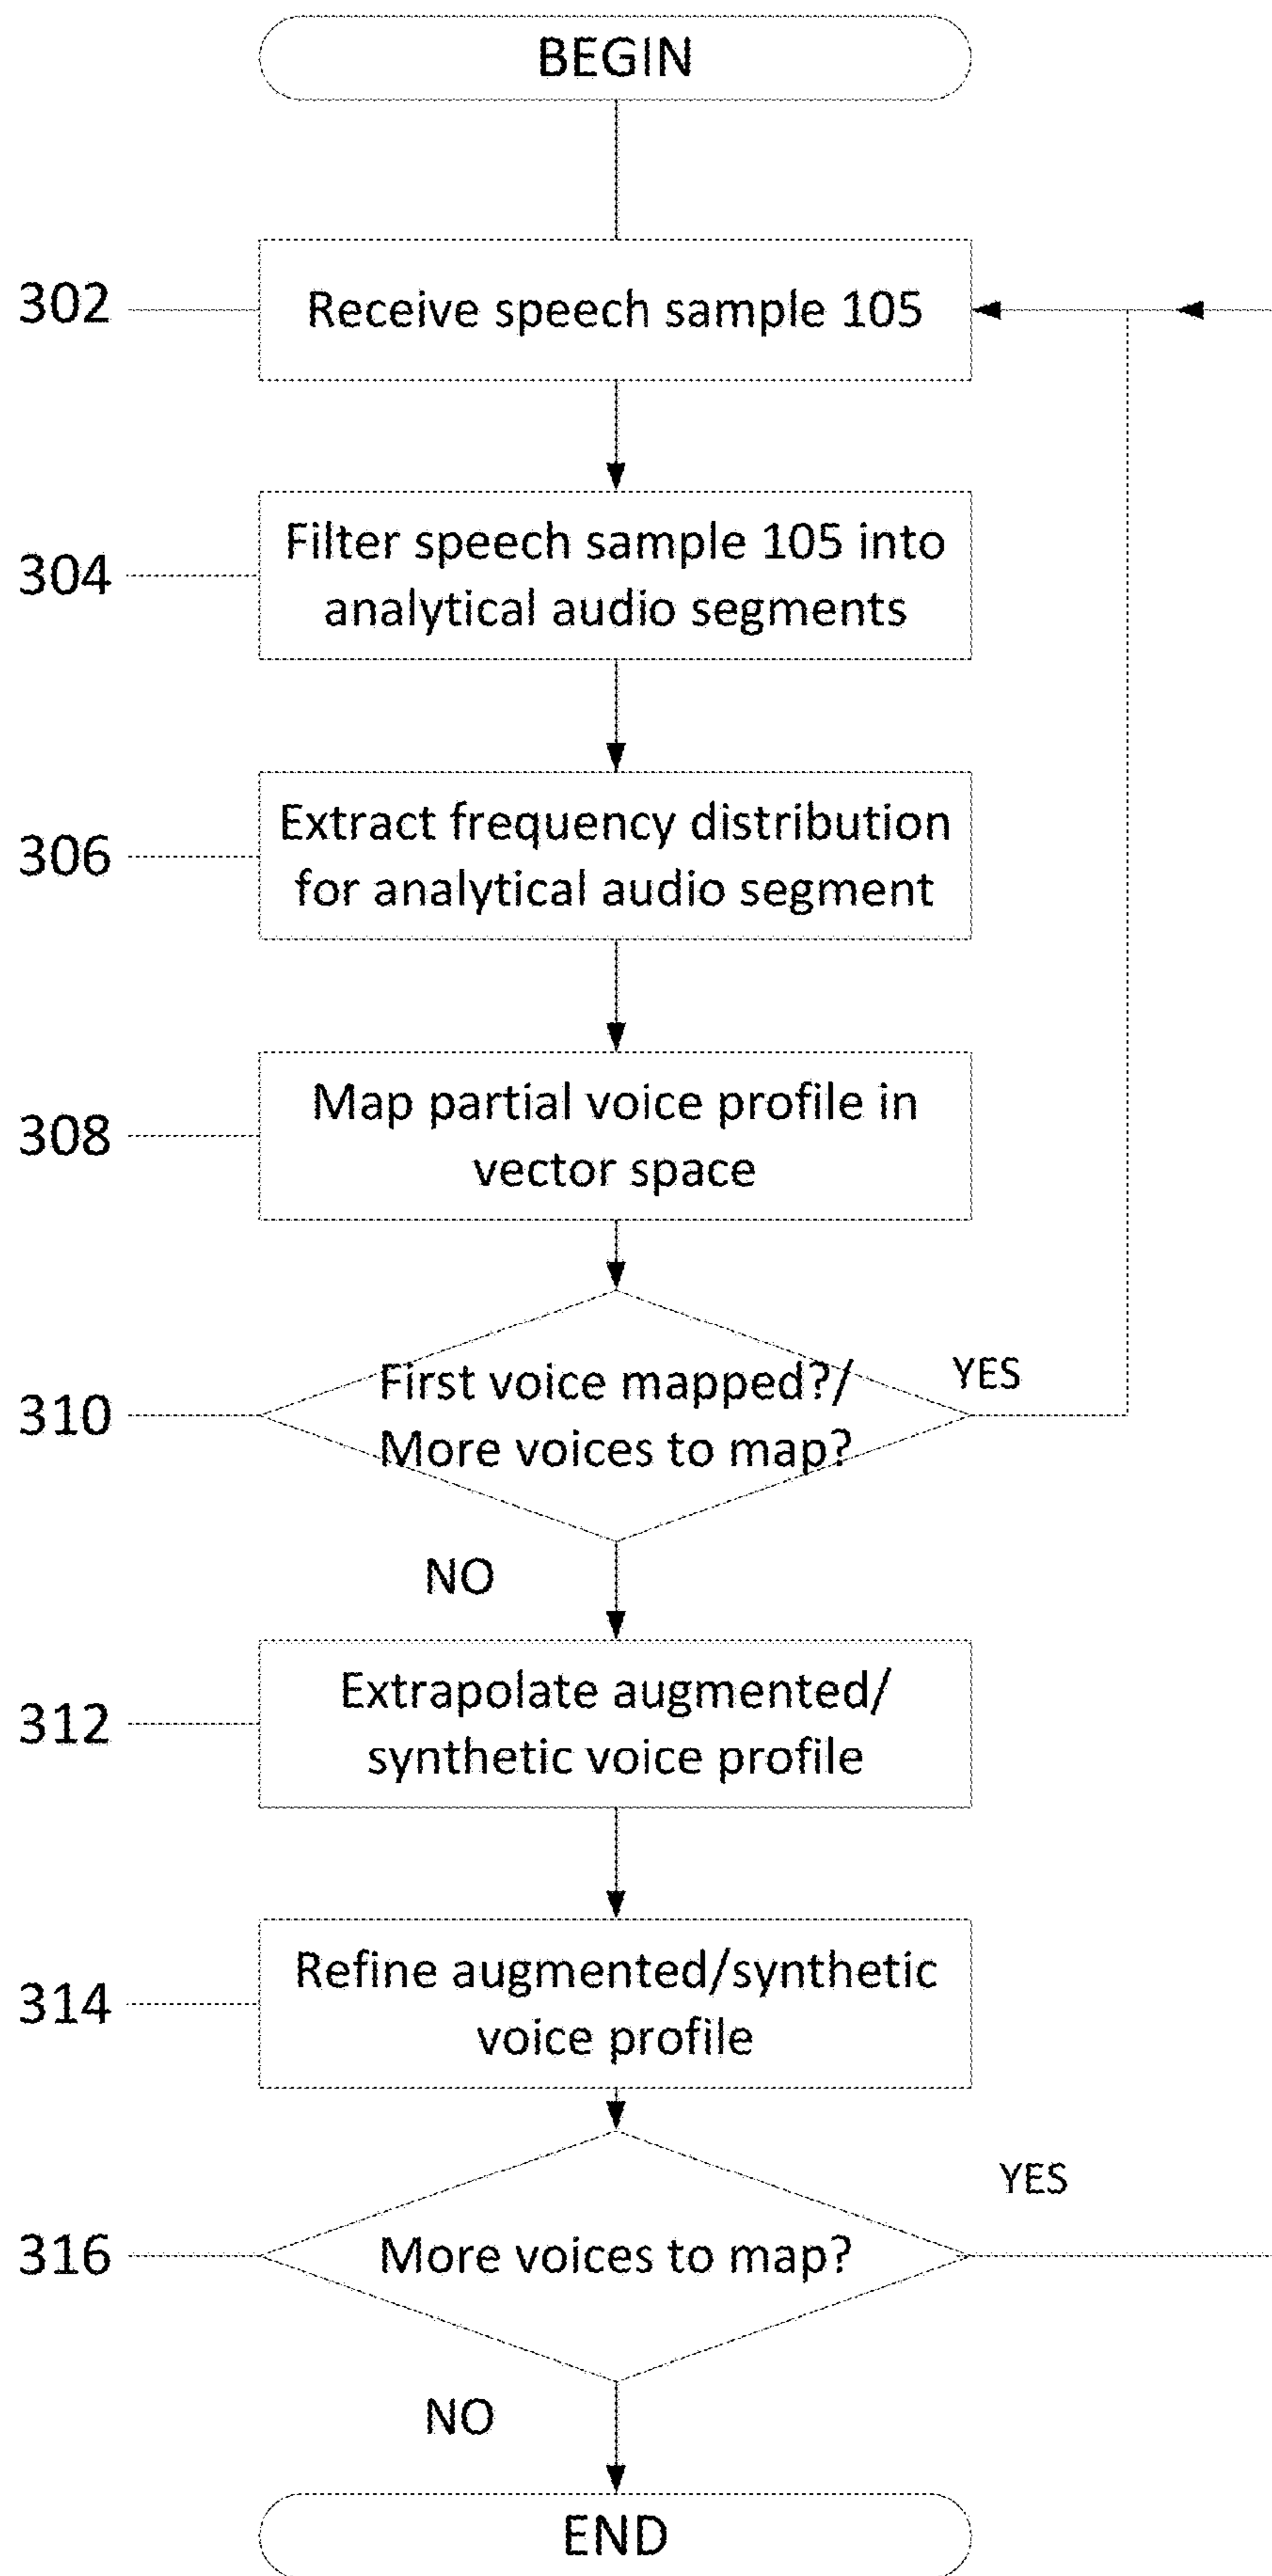 BEGIN
302
Receive speech sample 105
304
Filter speech sample 105 into
analytical audio segments
306
Extract frequency distribution
for analytical audio segment
308
Map partial voice profile in
vector space
310
First voice mapped?/
More voices to map?
YES
NO
312
Extrapolate augmented/
synthetic voice profile
314
Refine augmented/synthetic
voice profile
316
More voices to map?
YES
NO
END